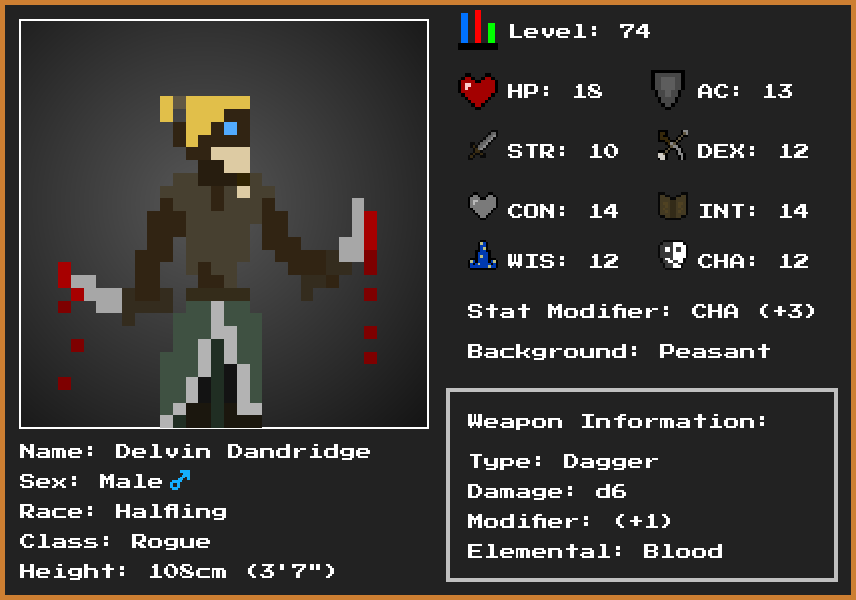 Level: 74
HP: 18 AC: 13
STR: 10 DEX: 12
CON: 14 INT: 14
WIS: 12 CHA: 12
Stat Modifier: CHA (+3)
Background: Peasant
Weapon Information:
Type: Dagger
Damage: d6
Modifier: (+1)
Elemental: Blood
Name: Delvin Dandridge
Sex: Male ♂
Race: Halfling
Class: Rogue
Height: 108cm (3'7")